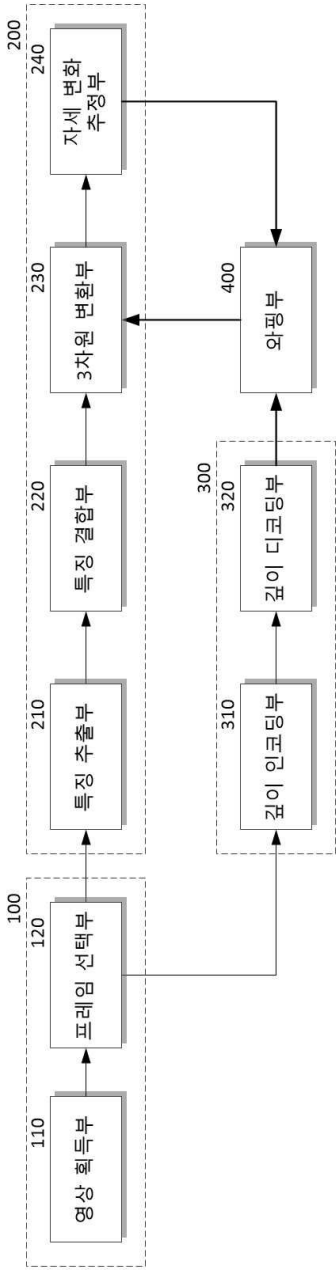 100
110
영상 획득부
120
프레임 선택부
200
210
특징 추출부
220
특징 결합부
230
3차원 변환부
240
자세 변화
추정부
300
310
깊이 인코딩부
320
깊이 디코딩부
400
와핑부